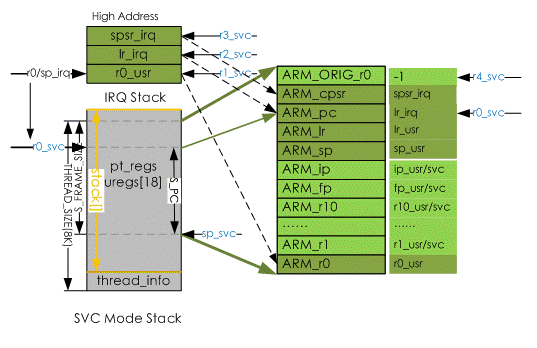 High Address
spsr_irq
r3_svc
lr_irq
r2_svc
r0/sp_irq
r0_usr
r1_svc
IRQ Stack
r0_svc
THREAD_SIZE[8K]
S_FRAME_SIZE
stack[]
pt_regs
uregs[18]
S_PC
sp_svc
thread_info
SVC Mode Stack
ARM_ORIG_r0
-1
r4_svc
ARM_cpsr
spsr_irq
ARM_pc
lr_irq
r0_svc
ARM_lr
lr_usr
ARM_sp
sp_usr
ARM_ip
ip_usr/svc
ARM_fp
fp_usr/svc
ARM_r10
r10_usr/svc
......
......
ARM_r1
r1_usr/svc
ARM_r0
r0_usr